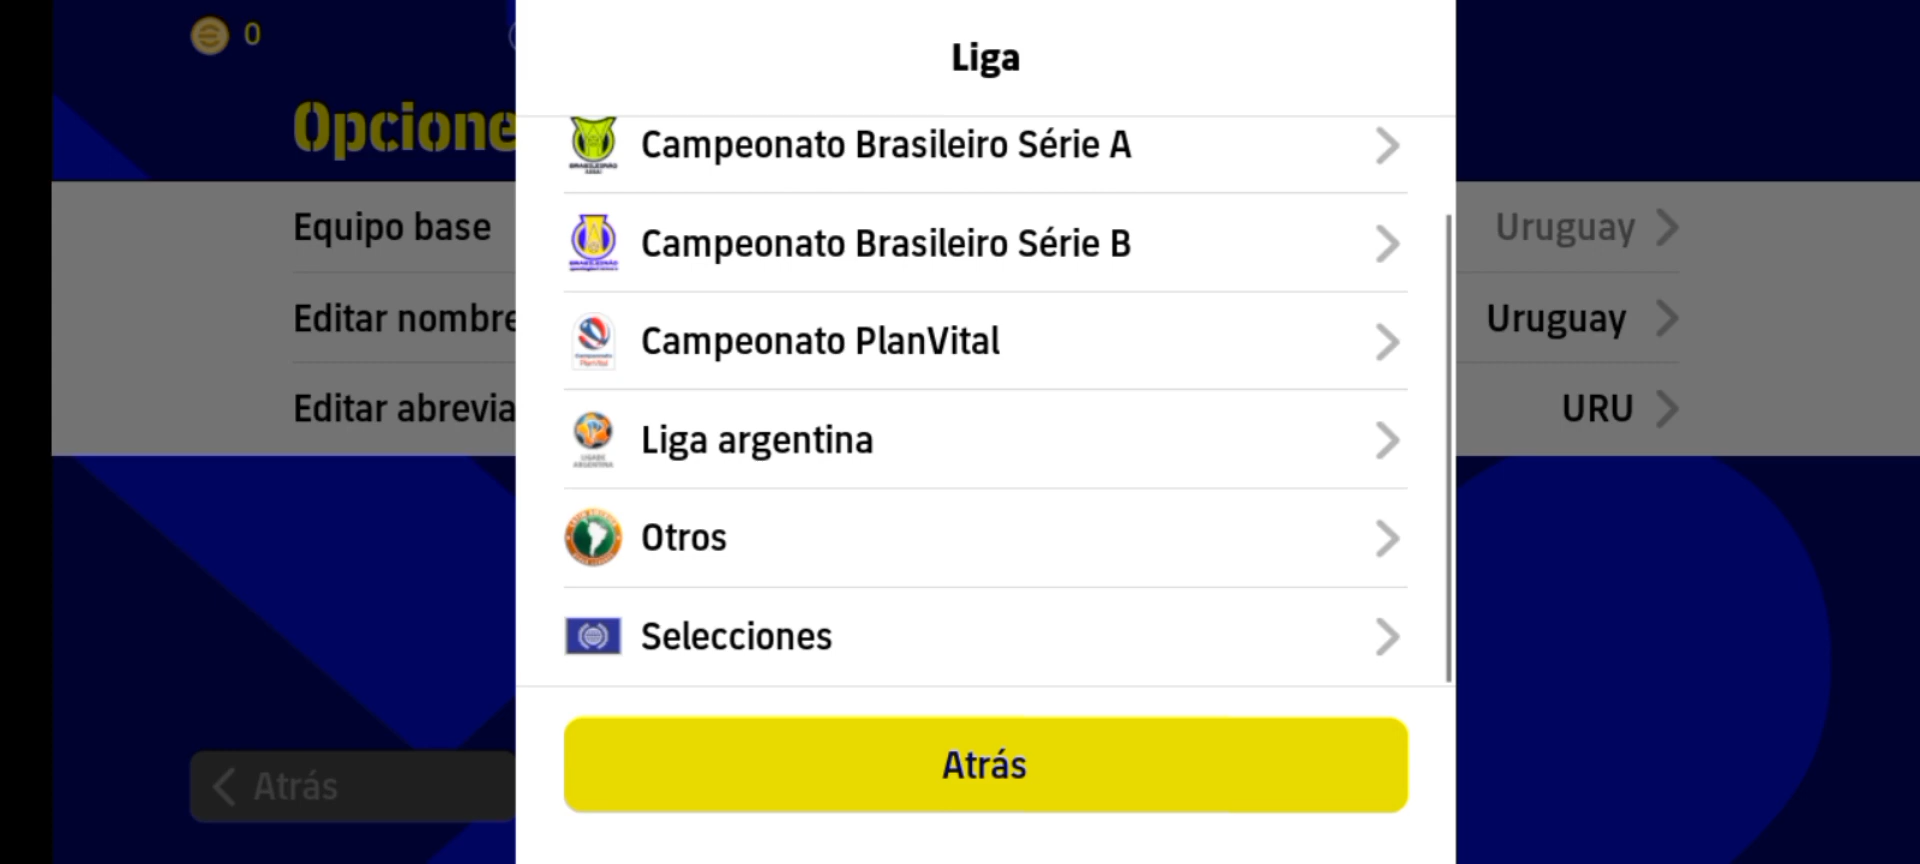 0
Liga
Opcione
Campeonato Brasileiro Série A
Campeonato Brasileiro Série B
Equipo base
Uruguay
Editar nombre
Campeonato PlanVital
Uruguay
Editar abrevia
Liga argentina
URU
Otros
Selecciones
Atrás
Atrás